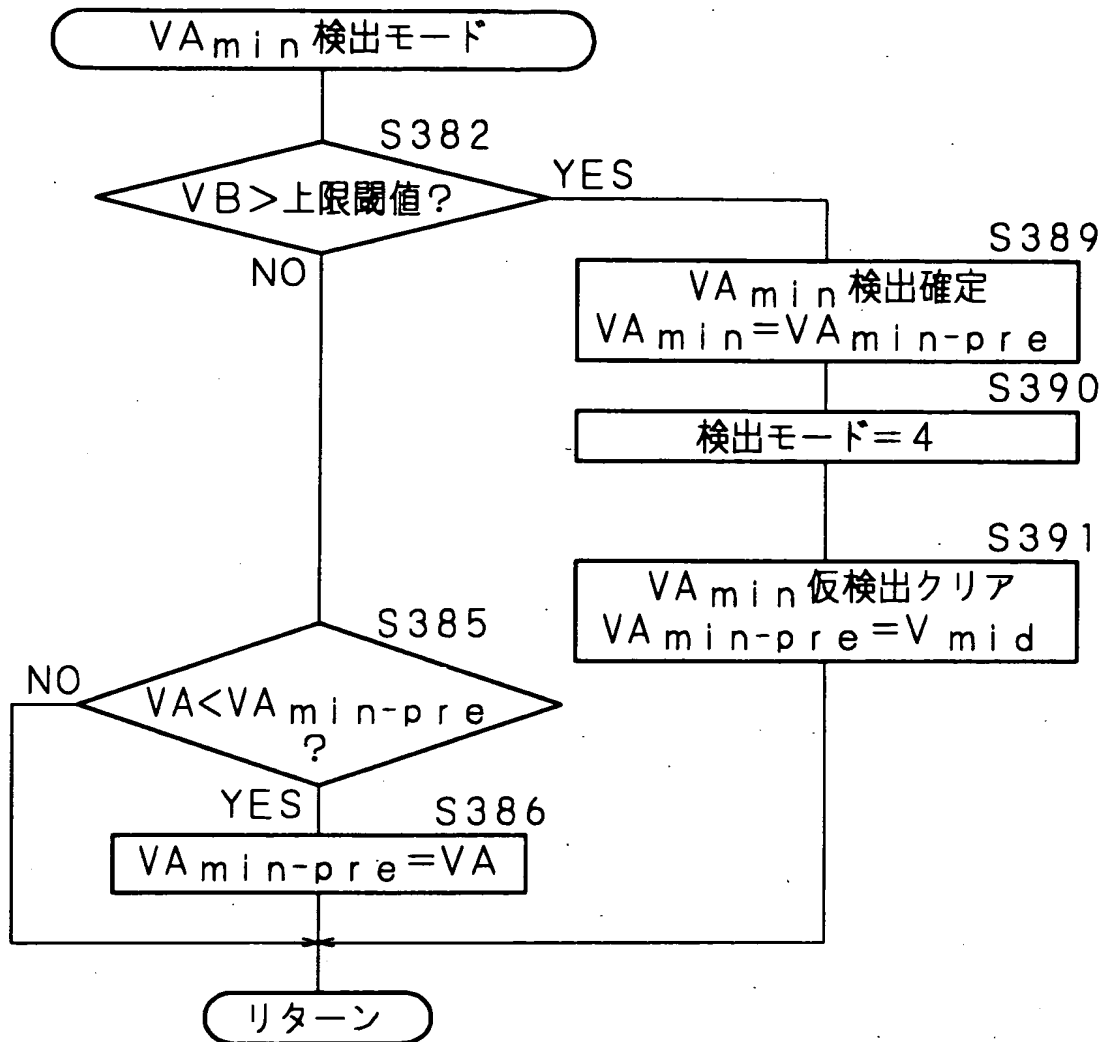 VAmin検出モード
S382
VB>上限閾値?
YES
NO
S389
VAmin検出確定
VAmin=VAmin-pre
S390
検出モード=4
S391
VAmin仮検出クリア
VAmin-pre=Vmid
S385
NO
VA<VAmin-pre
?
YES
S386
VAmin-pre=VA
リターン